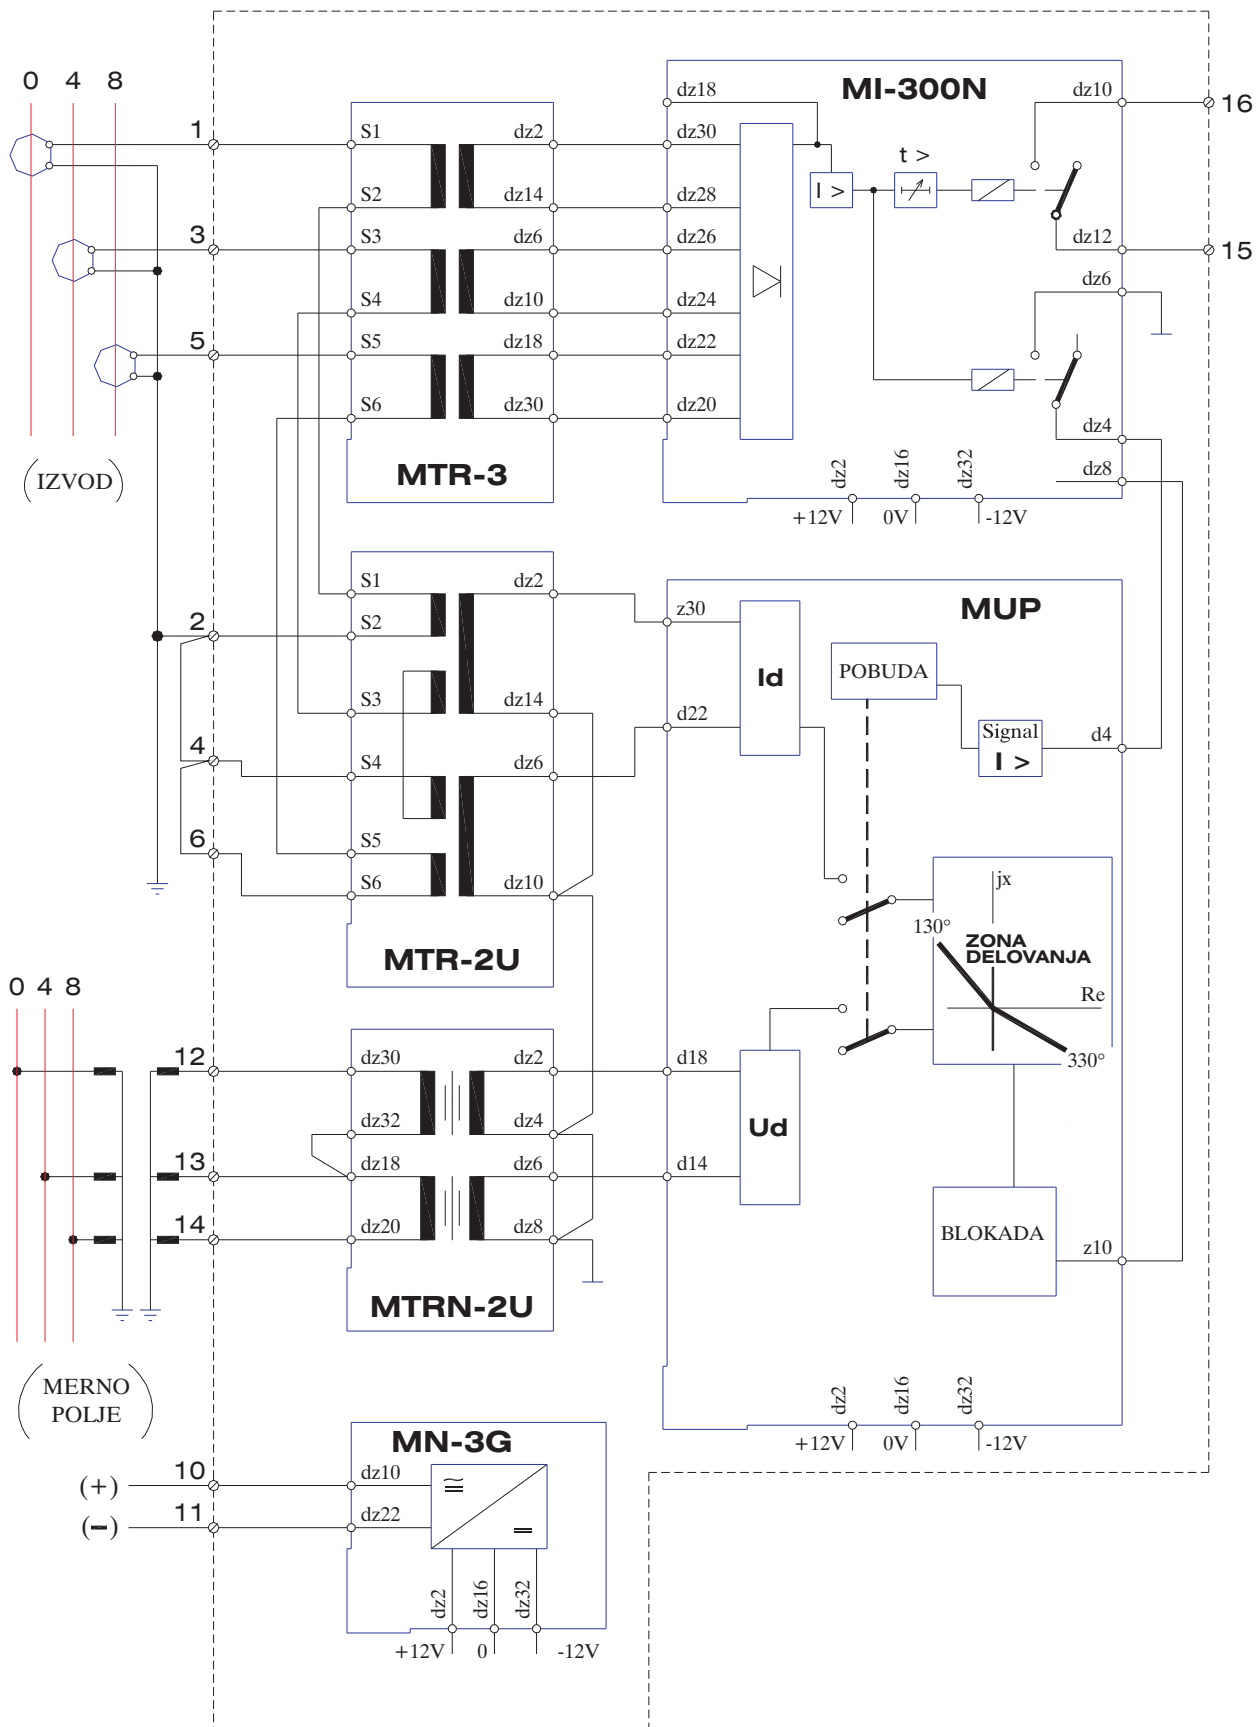 0 4 8
1
3
5
(IZVOD)
2
4
6
S1 dz2
S2 dz14
S3 dz6
S4 dz10
S5 dz18
S6 dz30
MTR-3
MI-300N
dz18
dz30
dz28
dz26
dz24
dz22
dz20
I >
t >
dz10
16
dz12
15
dz6
dz4
dz8
dz2 dz16 dz32
+12V 0V -12V
S1 dz2
S2
S3 dz14
S4 dz6
S5
S6 dz10
MTR-2U
MUP
z30
Id
d22
POBUDA
Signal
I >
d4
jx
130°
ZONA
DELOVANJA
Re
330°
d18
Ud
d14
BLOKADA
z10
dz2 dz16 dz32
+12V 0V -12V
0 4 8
12
13
14
(MERNO
POLJE)
dz30 dz2
dz32 dz4
dz18 dz6
dz20 dz8
MTRN-2U
MN-3G
(+) 10 dz10
(-) 11 dz22
dz2 dz16 dz32
+12V 0 -12V